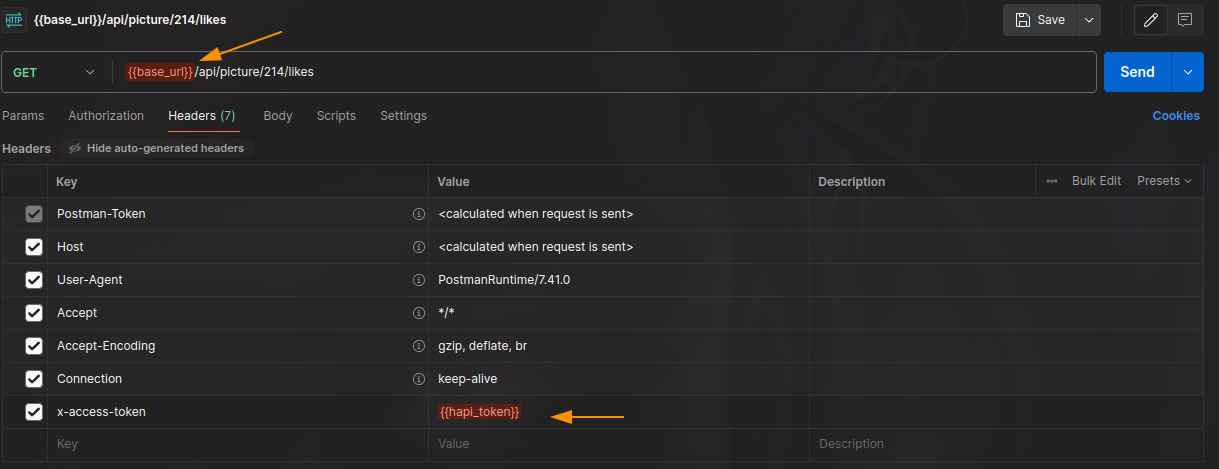 HTTP {{base_url}}/api/picture/214/likes Save
GET {{base_url}}/api/picture/214/likes Send
Params Authorization Headers (7) Body Scripts Settings Cookies
Headers Hide auto-generated headers
Key Value Description Bulk Edit Presets
Postman-Token <calculated when request is sent>
Host <calculated when request is sent>
User-Agent PostmanRuntime/7.41.0
Accept */*
Accept-Encoding gzip, deflate, br
Connection keep-alive
x-access-token {{hapi_token}}
Key Value Description